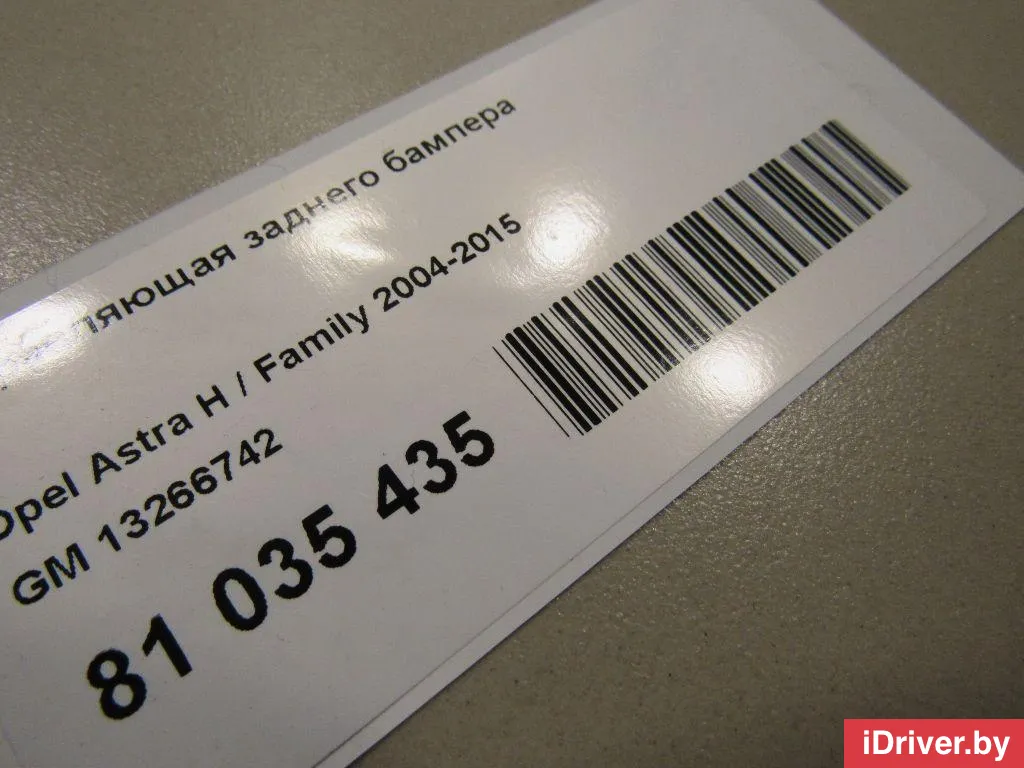 заднего бампера
Opel Astra H / Family 2004-2015
GM 13266742
81 035 435
iDriver.by